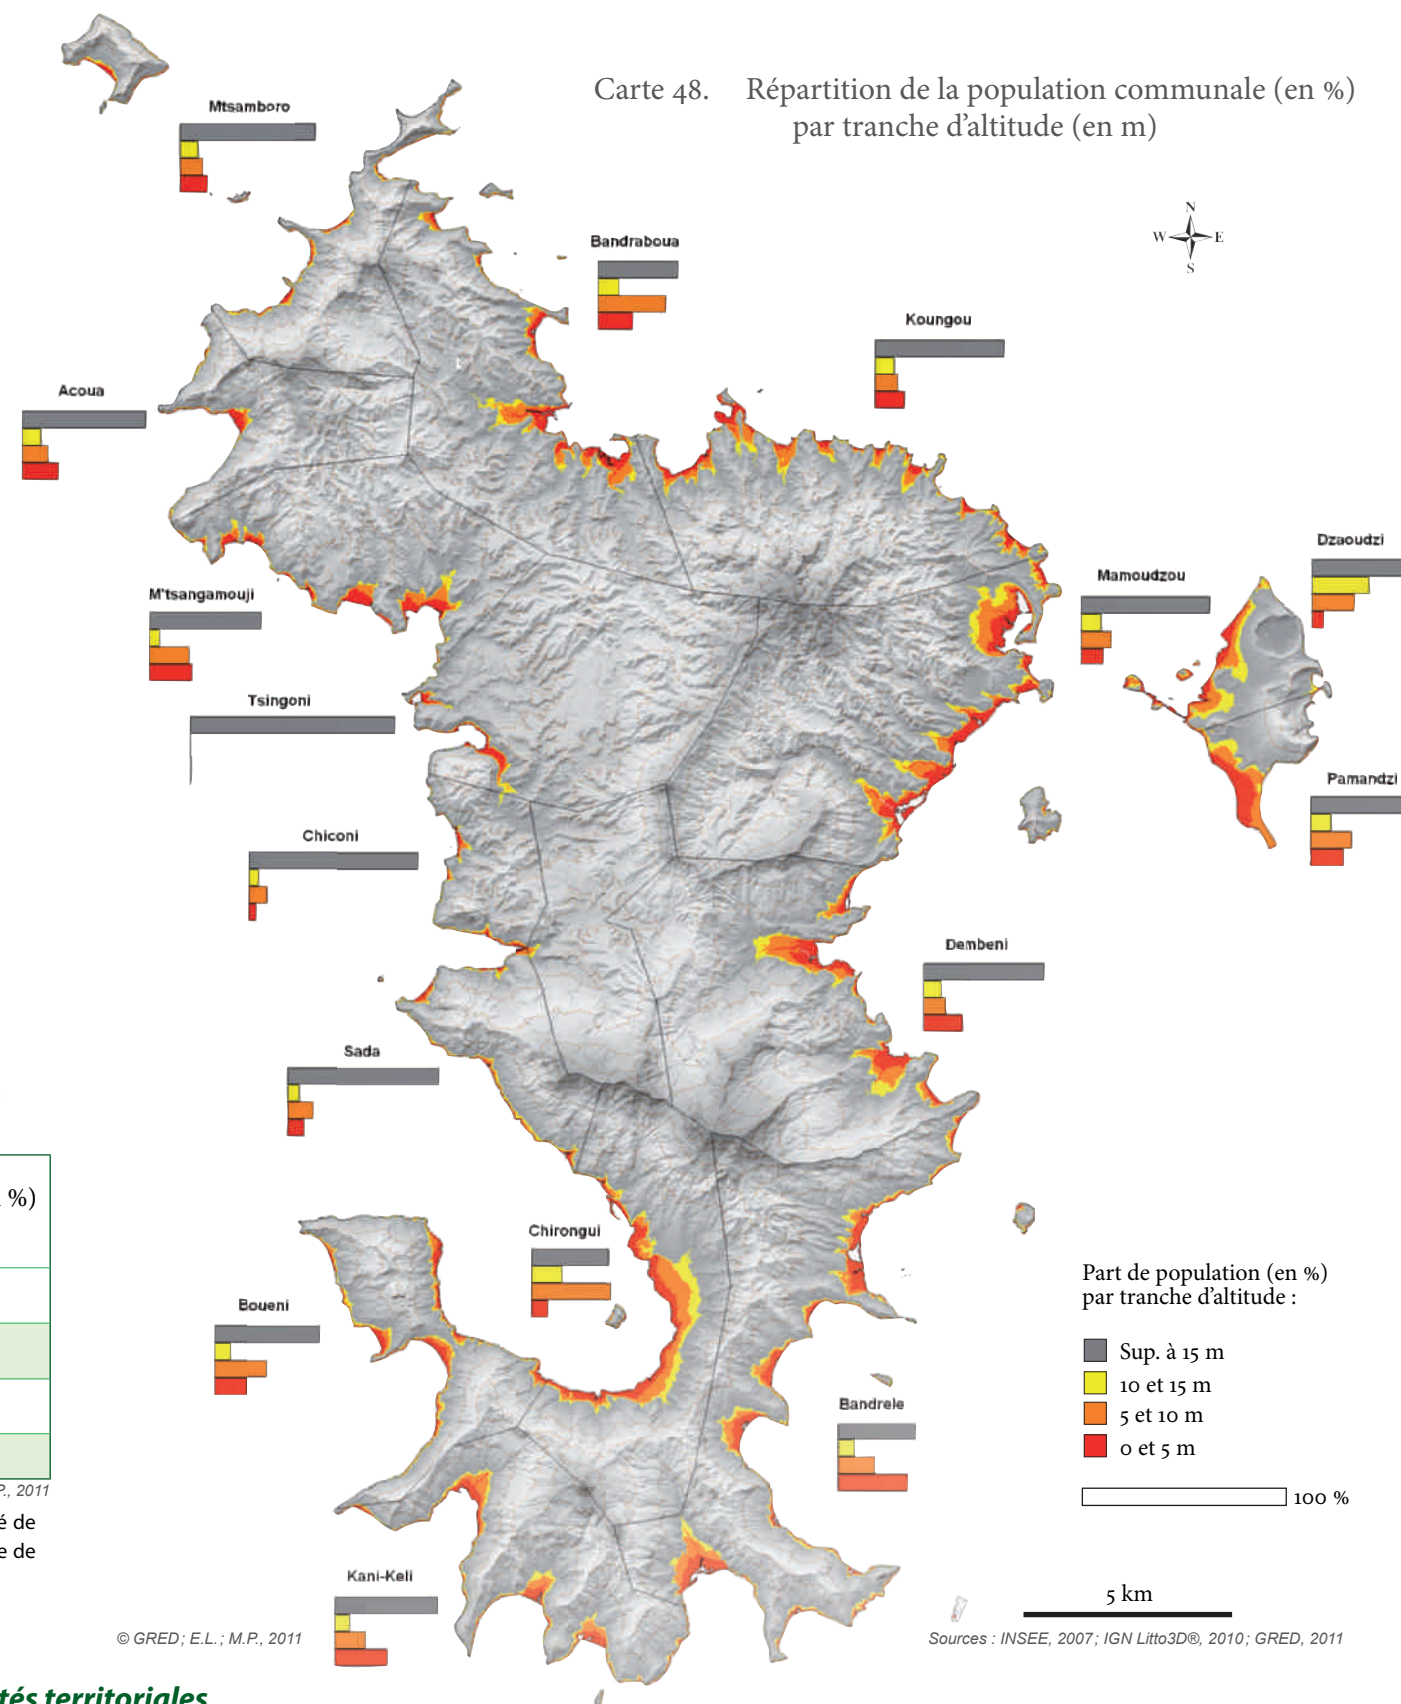 Carte 48. Répartition de la population communale (en %)
par tranche d'altitude (en m)
Mtsamboro
N
W E
S
Bandraboua
Koungou
Acoua
Dzaoudzi
Mamoudzou
M'tsangamouji
Tsingoni
Pamandzi
Chiconi
Dembeni
Sada
%)
Chirongui
Part de population (en %)
par tranche d'altitude :
Boueni
Sup. à 15 m
10 et 15 m
5 et 10 m
0 et 5 m
Bandrele
100 %
P., 2011
é de
e de
Kani-Keli
5 km
© GRED; E.L.; M.P., 2011
Sources : INSEE, 2007; IGN Litto3D®, 2010; GRED, 2011
tés territoriales